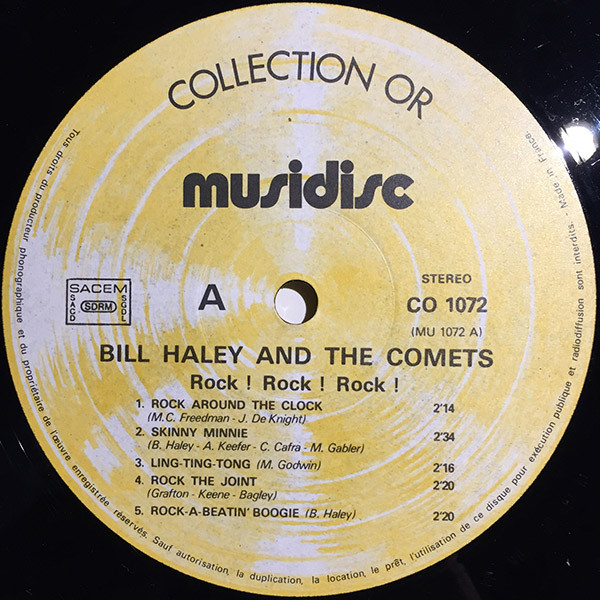 COLLECTION OR
musidisc
SACEM
SACD
SDRM
SGDL
A
STEREO
CO 1072
(MU 1072 A)
BILL HALEY AND THE COMETS
Rock ! Rock ! Rock !
1. ROCK AROUND THE CLOCK 2'14
(M.C. Freedman - J. De Knight)
2. SKINNY MINNIE 2'34
(B. Haley - A. Keefer - C. Cafra - M. Gabler)
3. LING-TING-TONG (M. Godwin) 2'16
4. ROCK THE JOINT 2'20
(Grafton - Keene - Bagley)
5. ROCK-A-BEATIN' BOOGIE (B. Haley) 2'20
Tous droits du producteur phonographique et du propriétaire de l'œuvre enregistrée réservés. Sauf autorisation, la duplication, la location, le prêt, l'utilisation de ce disque pour exécution publique et radiodiffusion sont interdits. - Made in France.